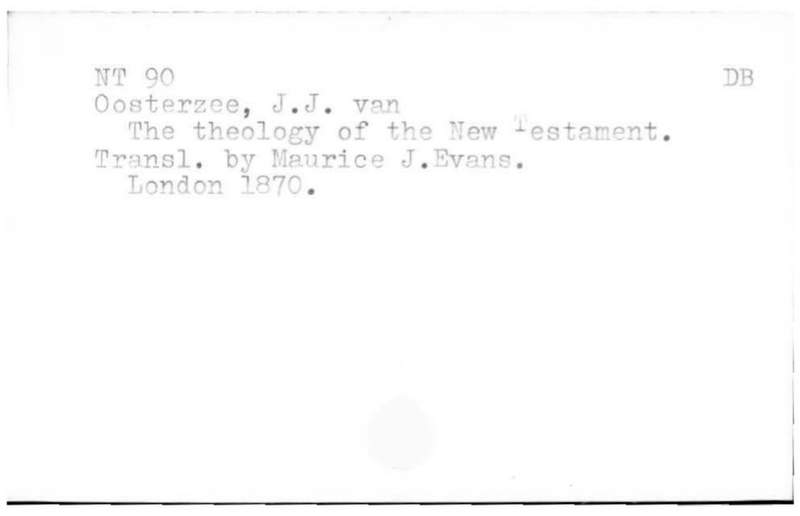 NT 90 DB
Oosterzee, J.J. van
The theology of the New Testament.
Transl. by Maurice J.Evans.
London 1870.